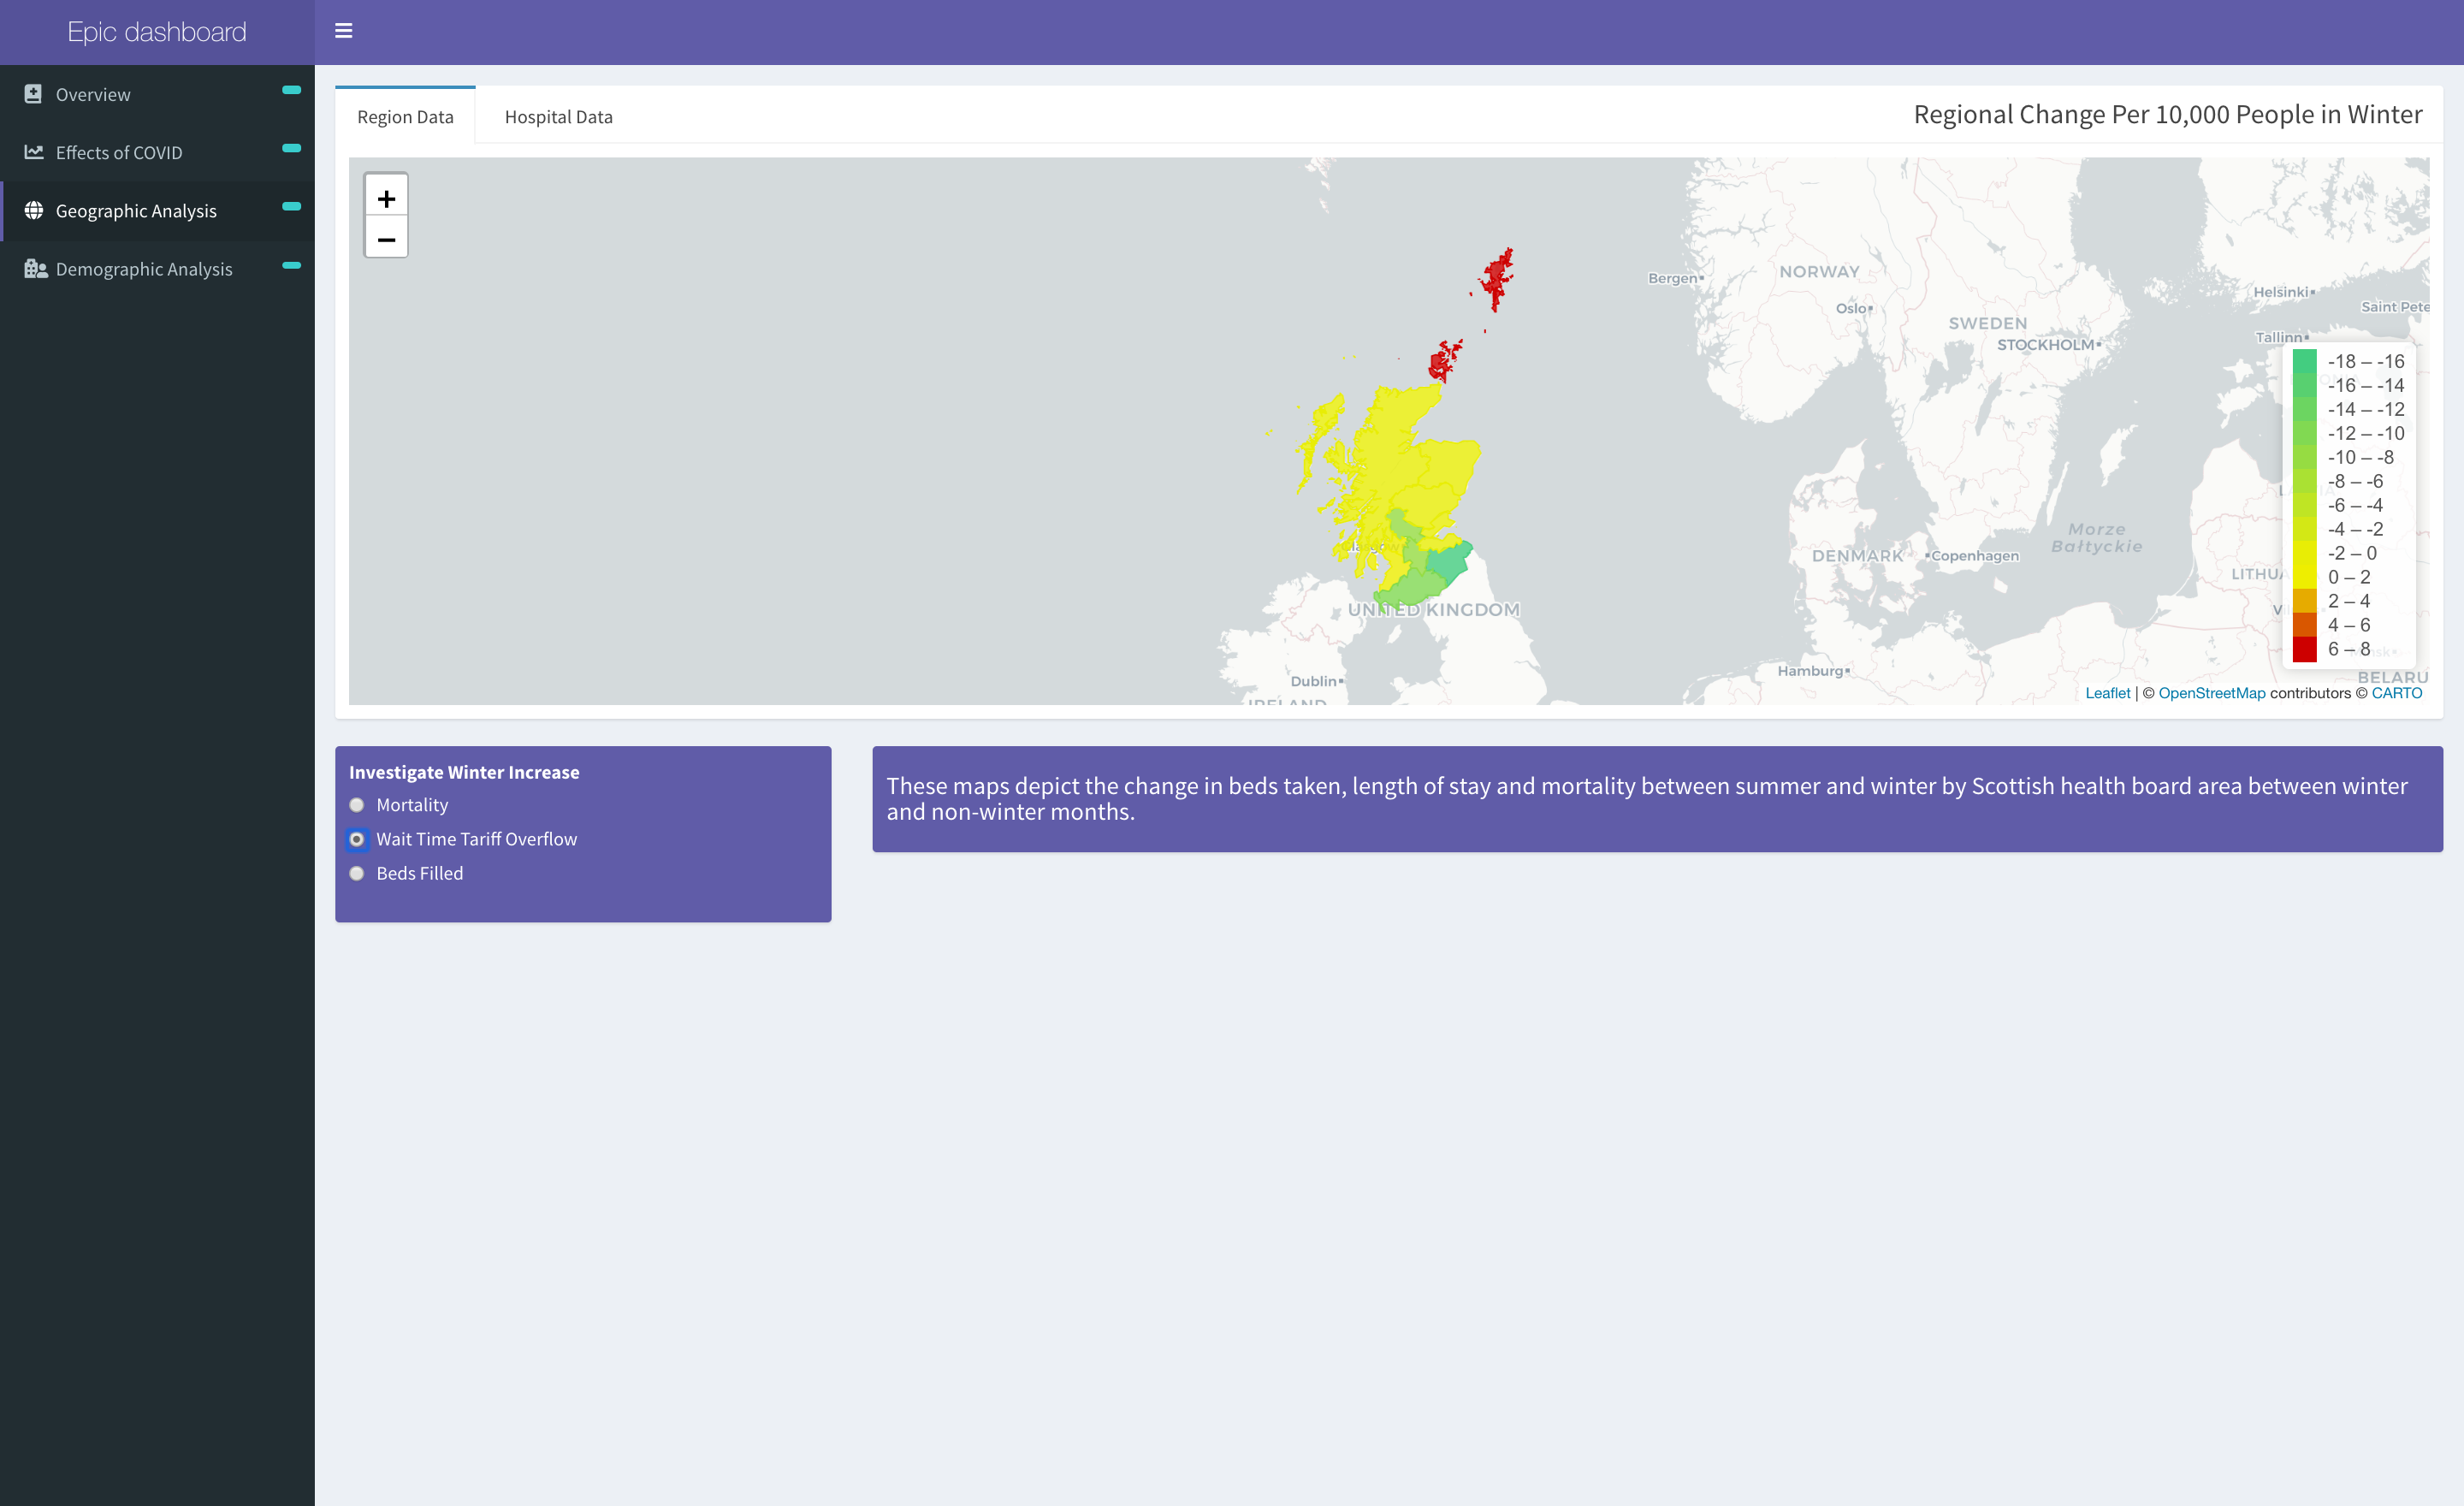 Epic dashboard
Overview
Effects of COVID
Geographic Analysis
Demographic Analysis
Region Data
Hospital Data
Regional Change Per 10,000 People in Winter
+
−
Bergen
NORWAY
Oslo
SWEDEN
STOCKHOLM
Helsinki
Saint Pete
Tallinn
Glasgow
UNITED KINGDOM
Dublin
IRELAND
DENMARK
Copenhagen
Hamburg
Morze
Bałtyckie
LITHUA
BELARU
-18 – -16
-16 – -14
-14 – -12
-12 – -10
-10 – -8
-8 – -6
-6 – -4
-4 – -2
-2 – 0
0 – 2
2 – 4
4 – 6
6 – 8
Leaflet | © OpenStreetMap contributors © CARTO
Investigate Winter Increase
Mortality
Wait Time Tariff Overflow
Beds Filled
These maps depict the change in beds taken, length of stay and mortality between summer and winter by Scottish health board area between winter
and non-winter months.